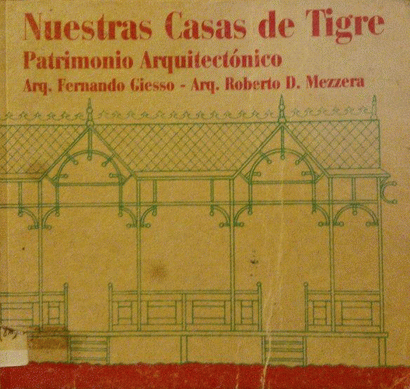 Nuestras Casas de Tigre
Patrimonio Arquitectónico
Arq. Fernando Giesso - Arq. Roberto D. Mezzera